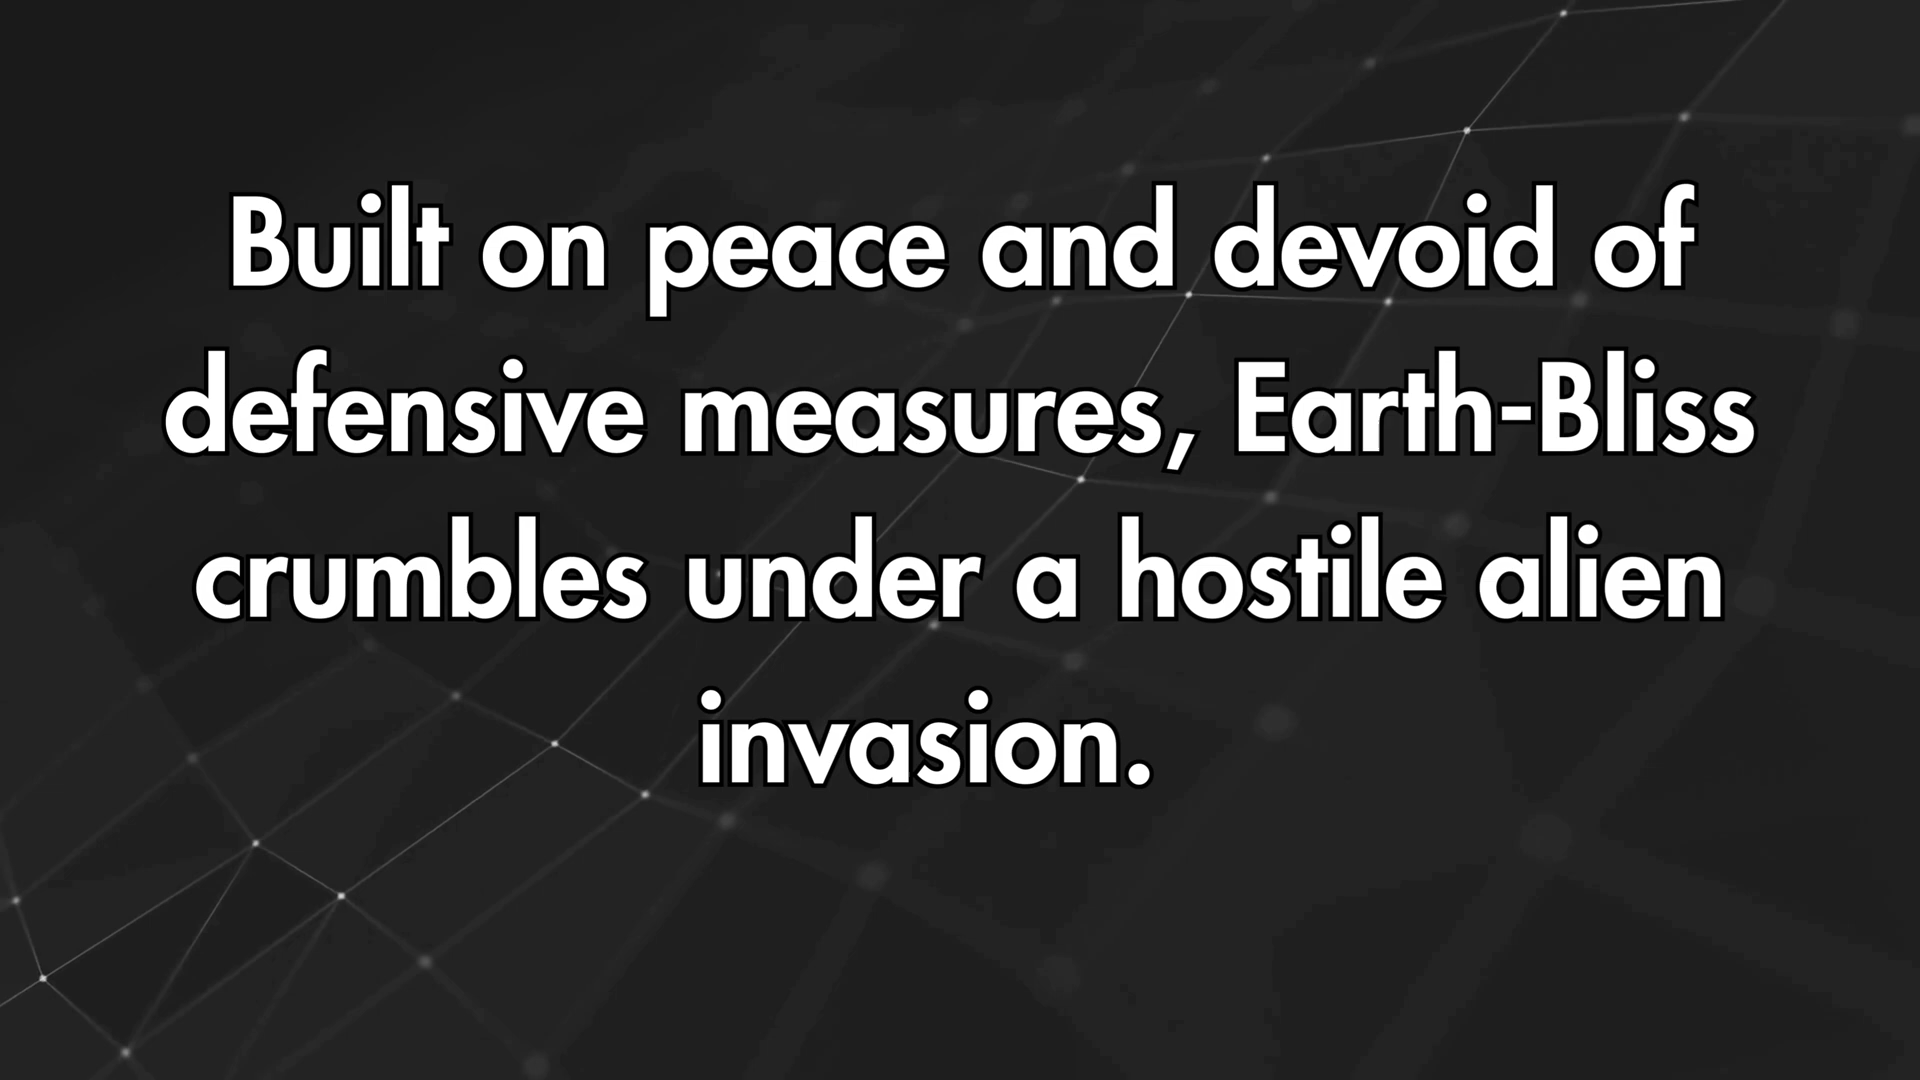 Built on peace and devoid of
defensive measures, Earth-Bliss
crumbles under a hostile alien
invasion.